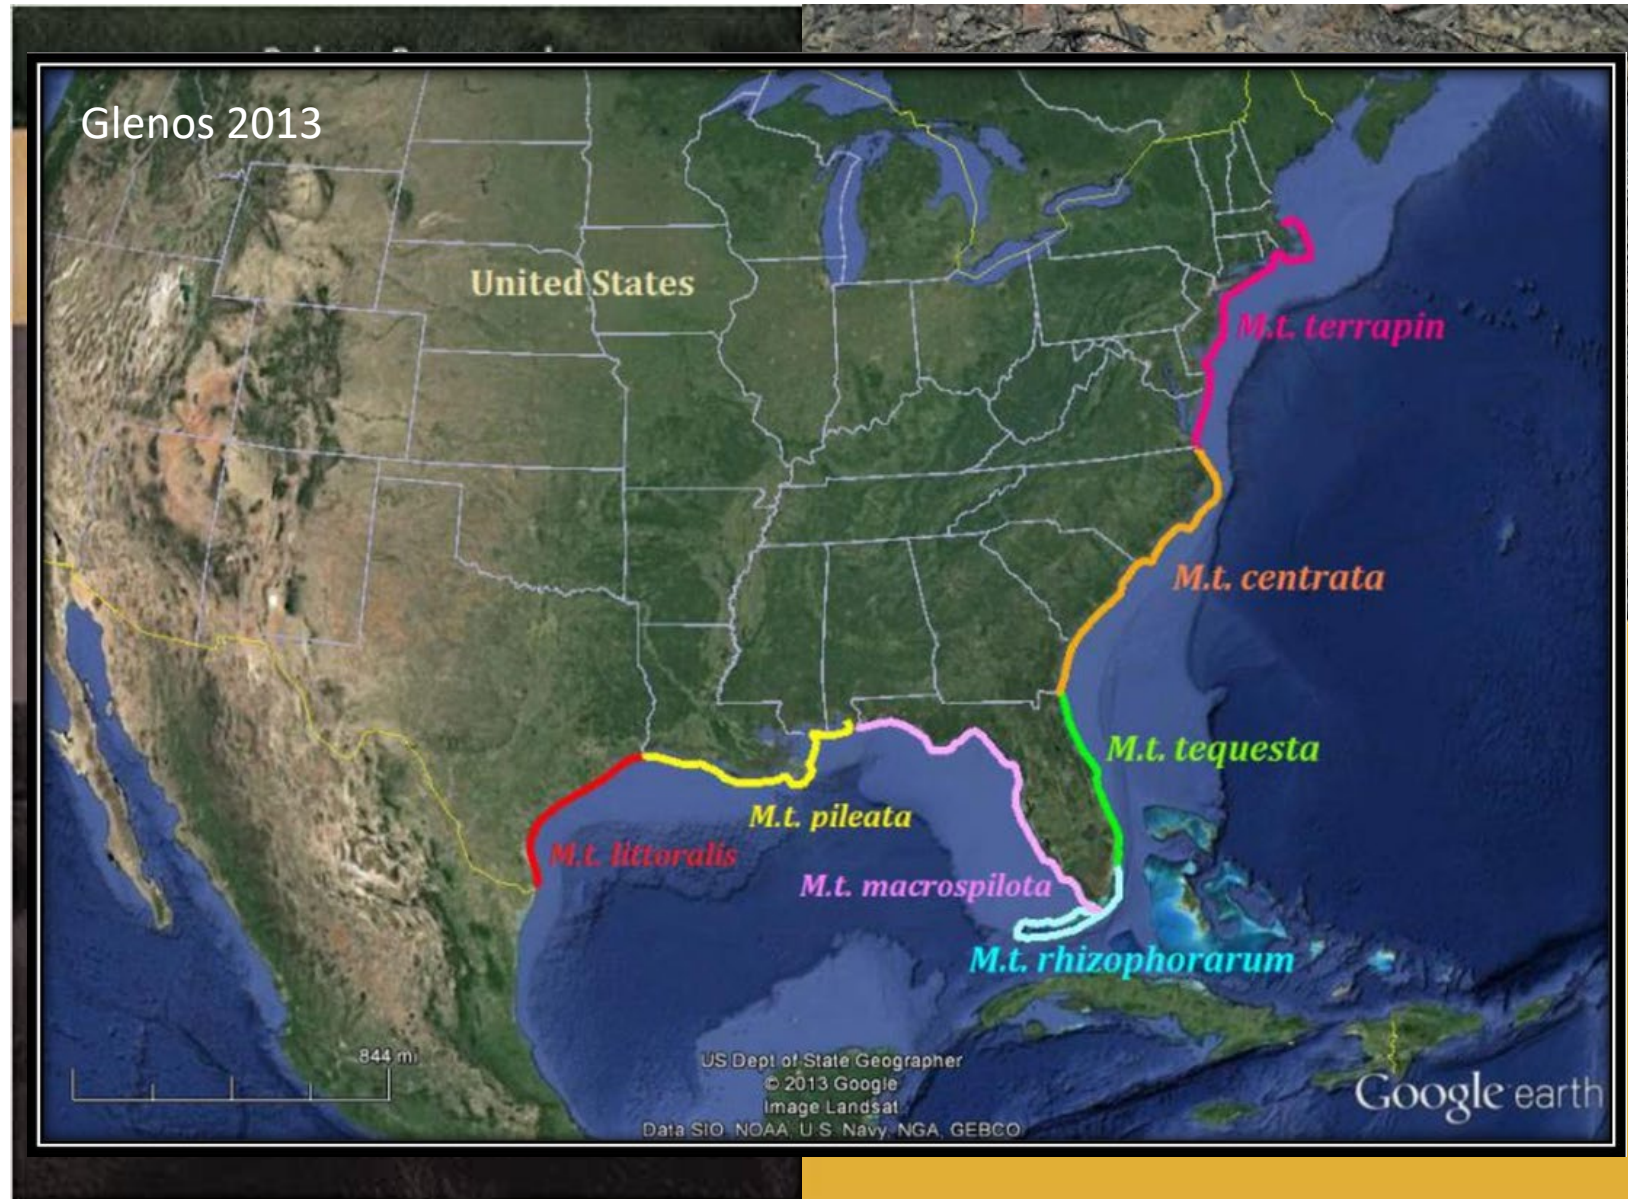 Glenos 2013
United States
M.t. terrapin
M.t. centrata
M.t. tequesta
M.t. pileata
M.t. littoralis
M.t. macrospilota
M.t. rhizophorarum
844 mi
US Dept of State Geographer
© 2013 Google
Image Landsat
Data SIO, NOAA, U.S. Navy, NGA, GEBCO
Google earth